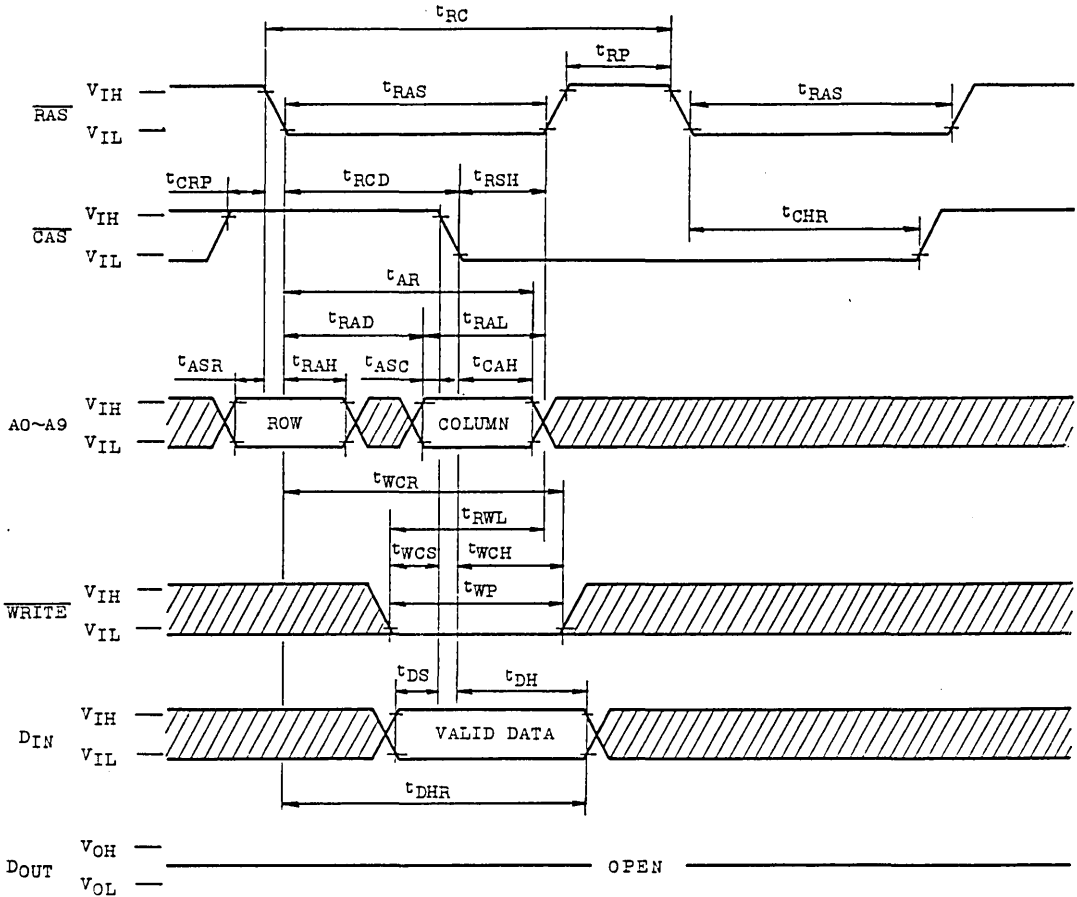 tRC
tRP
VIH
tRAS
tRAS
RAS
VIL
tCRP
tRCD
tRSH
VIH
tCHR
CAS
VIL
tAR
tRAD
tRAL
tASR
tRAH
tASC
tCAH
VIH
A0~A9
ROW
COLUMN
VIL
tWCR
tRWL
tWCS
tWCH
VIH
tWP
WRITE
VIL
tDS
tDH
VIH
DIN
VALID DATA
VIL
tDHR
VOH
DOUT
OPEN
VOL